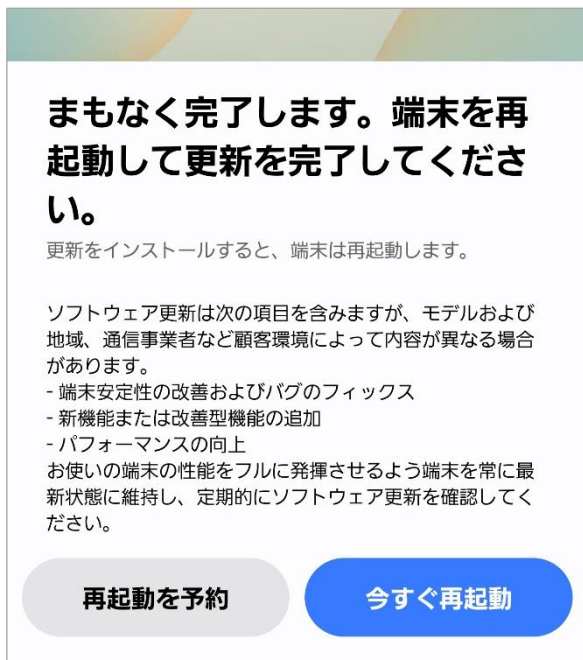 まもなく完了します。端末を再
起動して更新を完了してくださ
い。
更新をインストールすると、端末は再起動します。
ソフトウェア更新は次の項目を含みますが、モデルおよび
地域、通信事業者など顧客環境によって内容が異なる場合
があります。
- 端末安定性の改善およびバグのフィックス
- 新機能または改善型機能の追加
- パフォーマンスの向上
お使いの端末の性能をフルに発揮させるよう端末を常に最
新状態に維持し、定期的にソフトウェア更新を確認してく
ださい。
再起動を予約
今すぐ再起動